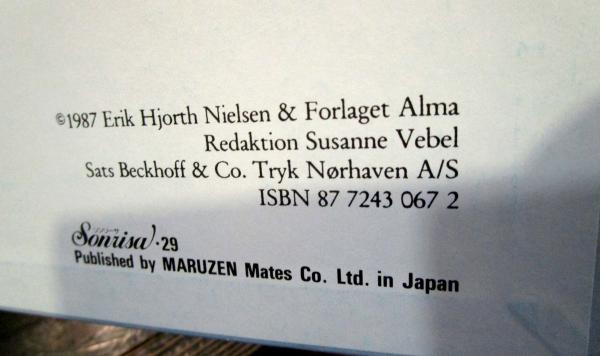 ©1987 Erik Hjorth Nielsen & Forlaget Alma
Redaktion Susanne Vebel
Sats Beckhoff & Co. Tryk Nørhaven A/S
ISBN 87 7243 067 2
Sonrisa·29
Published by MARUZEN Mates Co. Ltd. in Japan